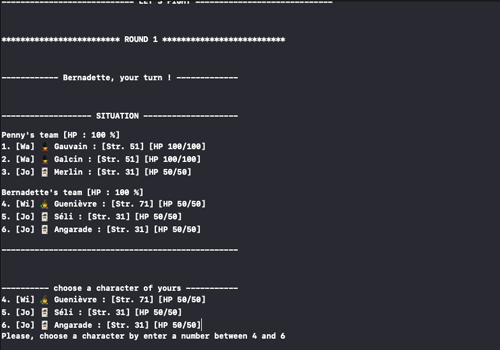 ---------------------------- LET'S FIGHT -----------------------------
************************* ROUND 1 **************************
------------ Bernadette, your turn ! -------------
------------------- SITUATION --------------------
Penny's team [HP : 100 %]
1. [Wa] Gauvain : [Str. 51] [HP 100/100]
2. [Wa] Galcin : [Str. 51] [HP 100/100]
3. [Jo] 🃏 Merlin : [Str. 31] [HP 50/50]
Bernadette's team [HP : 100 %]
4. [Wi] Guenièvre : [Str. 71] [HP 50/50]
5. [Jo] 🃏 Séli : [Str. 31] [HP 50/50]
6. [Jo] 🃏 Angarade : [Str. 31] [HP 50/50]
--------------------------------------------------
---------- choose a character of yours -----------
4. [Wi] Guenièvre : [Str. 71] [HP 50/50]
5. [Jo] 🃏 Séli : [Str. 31] [HP 50/50]
6. [Jo] 🃏 Angarade : [Str. 31] [HP 50/50]
Please, choose a character by enter a number between 4 and 6